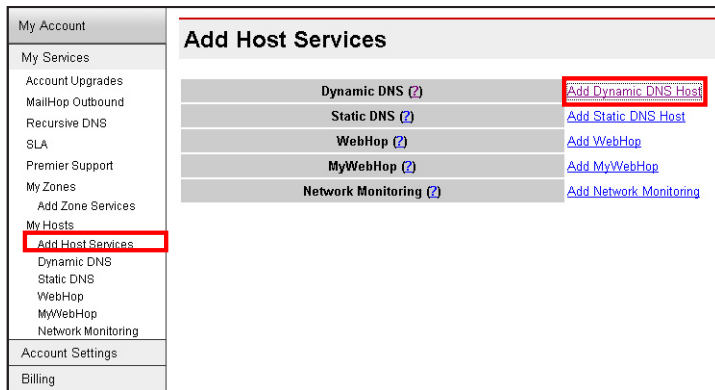 My Account
My Services
Account Upgrades
MailHop Outbound
Recursive DNS
SLA
Premier Support
My Zones
Add Zone Services
My Hosts
Add Host Services
Dynamic DNS
Static DNS
WebHop
MyWebHop
Network Monitoring
Account Settings
Billing
Add Host Services
Dynamic DNS (?) Add Dynamic DNS Host
Static DNS (?) Add Static DNS Host
WebHop (?) Add WebHop
MyWebHop (?) Add MyWebHop
Network Monitoring (?) Add Network Monitoring